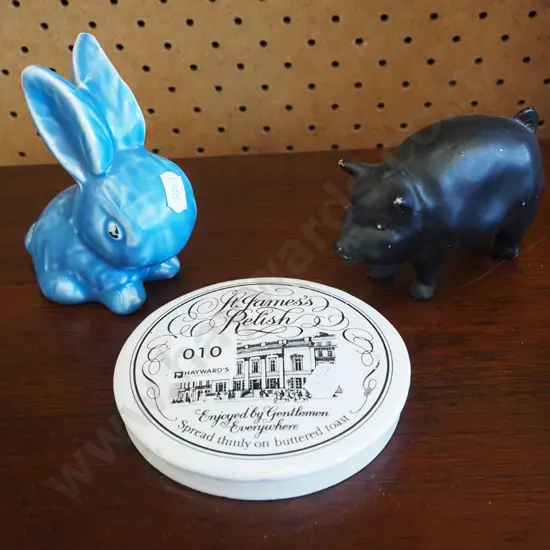 St. James's
Relish
010
HAYWARD'S
Enjoyed by Gentlemen
Everywhere
Spread thinly on buttered toast